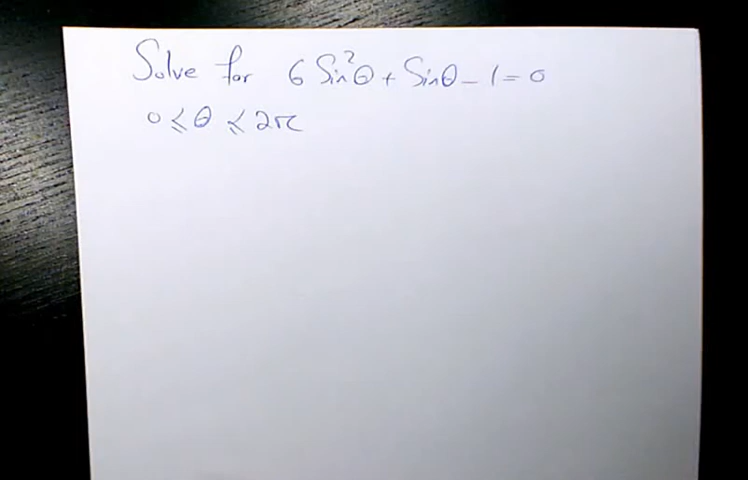 Solve for 6 Sin²θ + Sinθ - 1 = 0
0 ⩽ θ ⩽ 2π